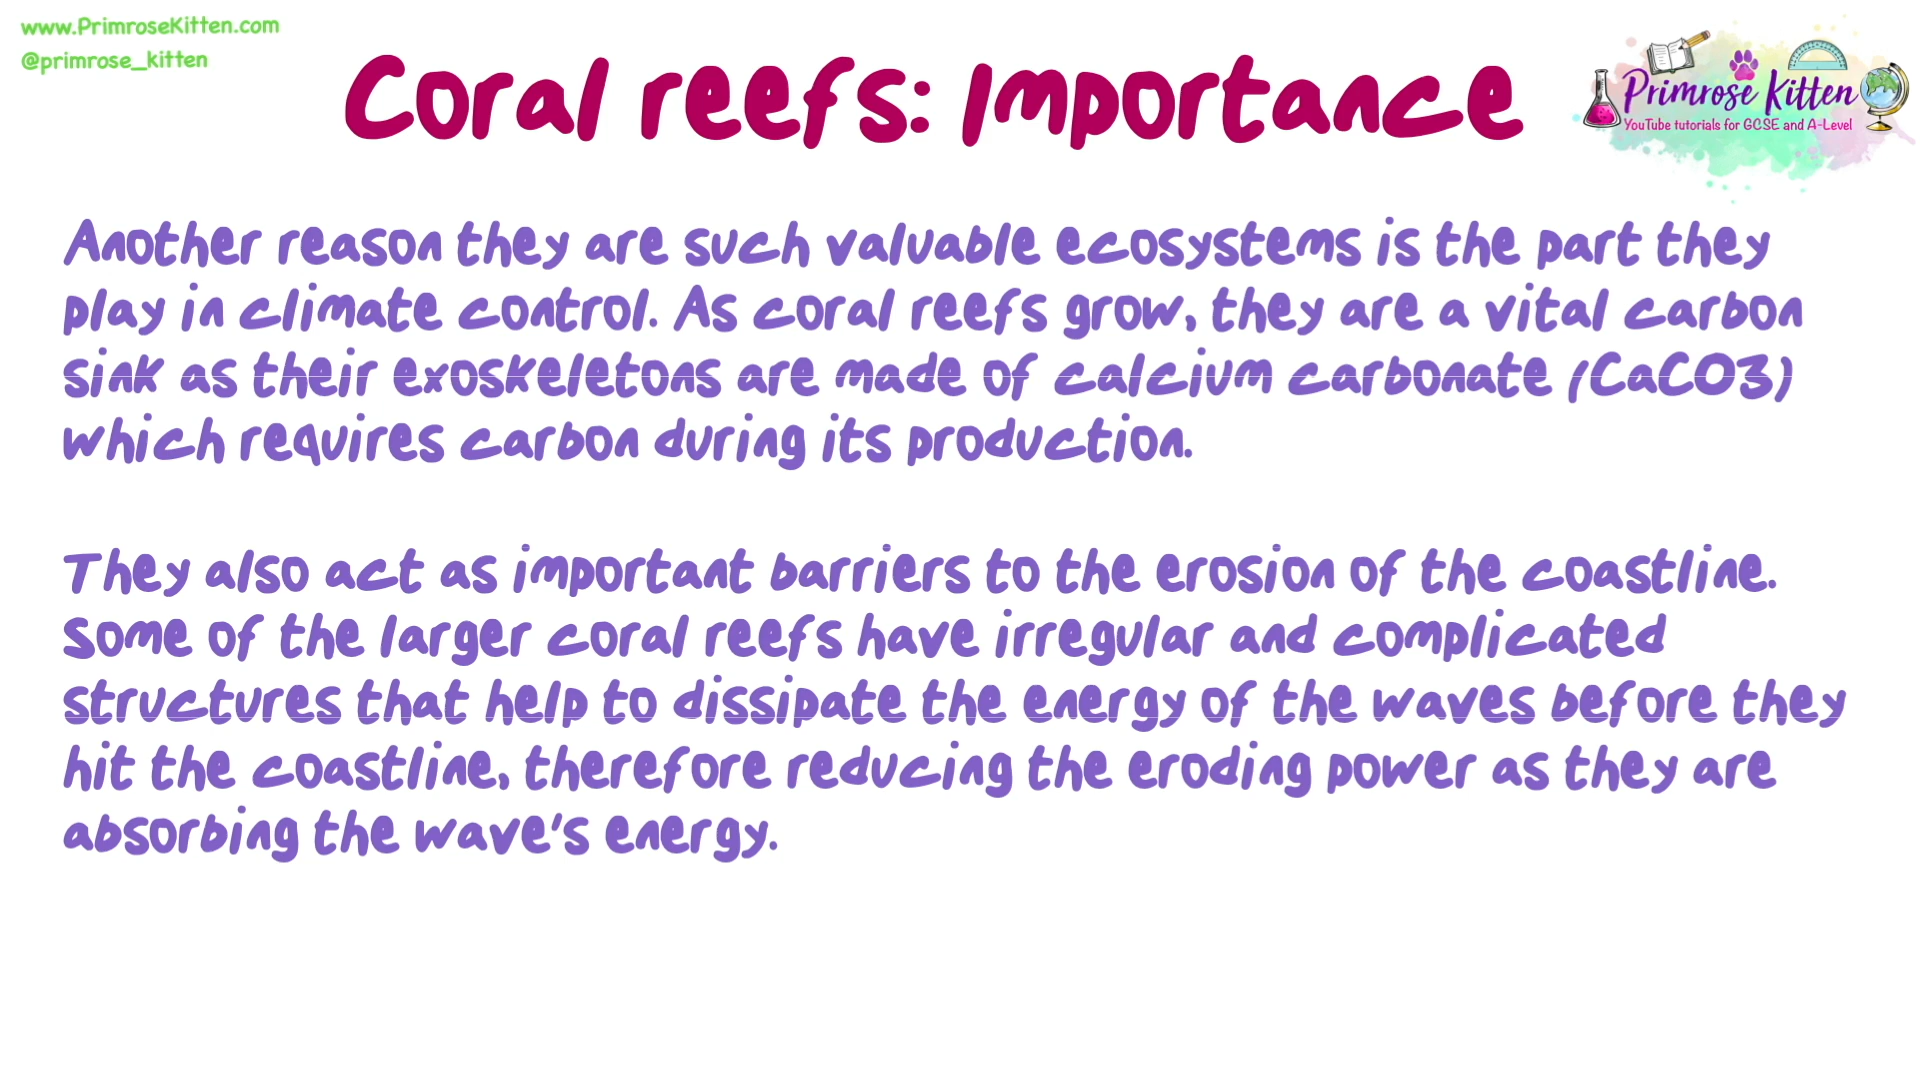 www.PrimroseKitten.com
@primrose_kitten
Coral reefs: Importance
Primrose Kitten
YouTube tutorials for GCSE and A-Level
Another reason they are such valuable ecosystems is the part they
play in climate control. As coral reefs grow, they are a vital carbon
sink as their exoskeletons are made of calcium carbonate (CaCO3)
which requires carbon during its production.
They also act as important barriers to the erosion of the coastline.
Some of the larger coral reefs have irregular and complicated
structures that help to dissipate the energy of the waves before they
hit the coastline, therefore reducing the eroding power as they are
absorbing the wave's energy.